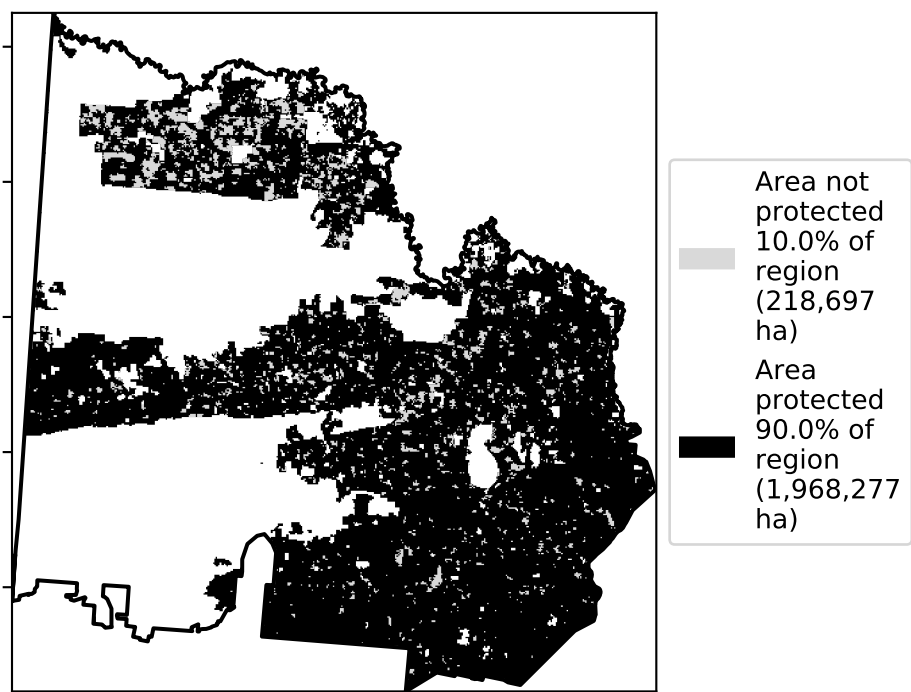 Area not
protected
10.0% of
region
(218,697
ha)
Area
protected
90.0% of
region
(1,968,277
ha)